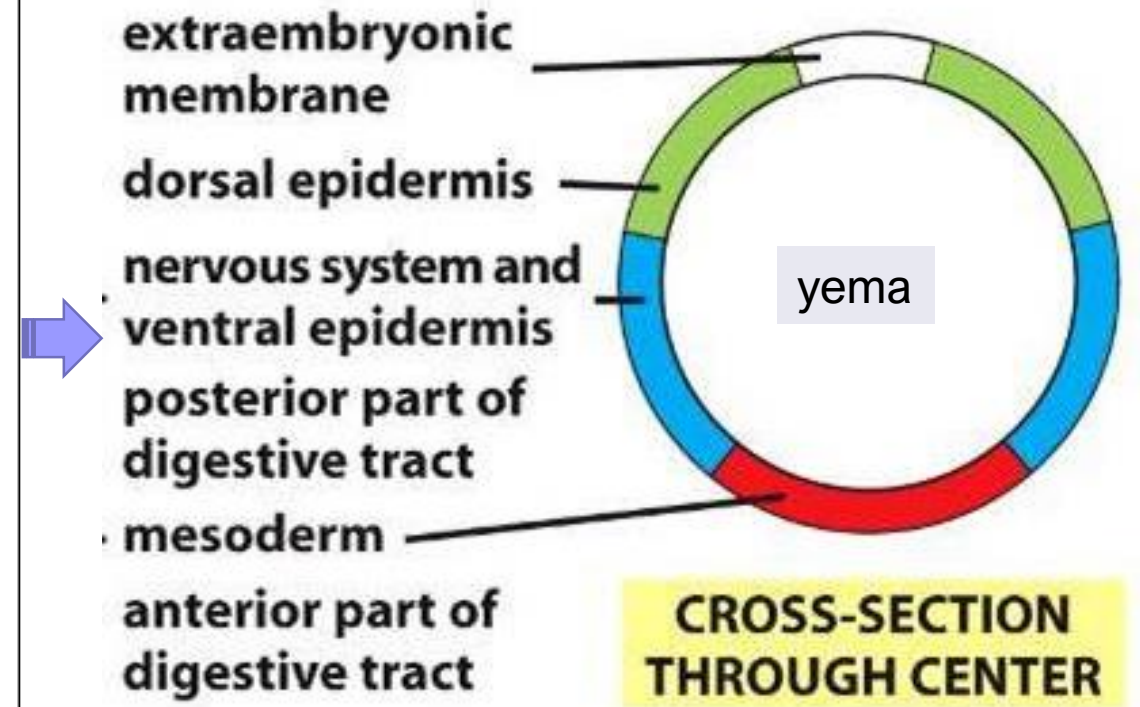 extraembryonic
membrane
dorsal epidermis
nervous system and
ventral epidermis
yema
posterior part of
digestive tract
mesoderm
anterior part of
digestive tract
CROSS-SECTION
THROUGH CENTER